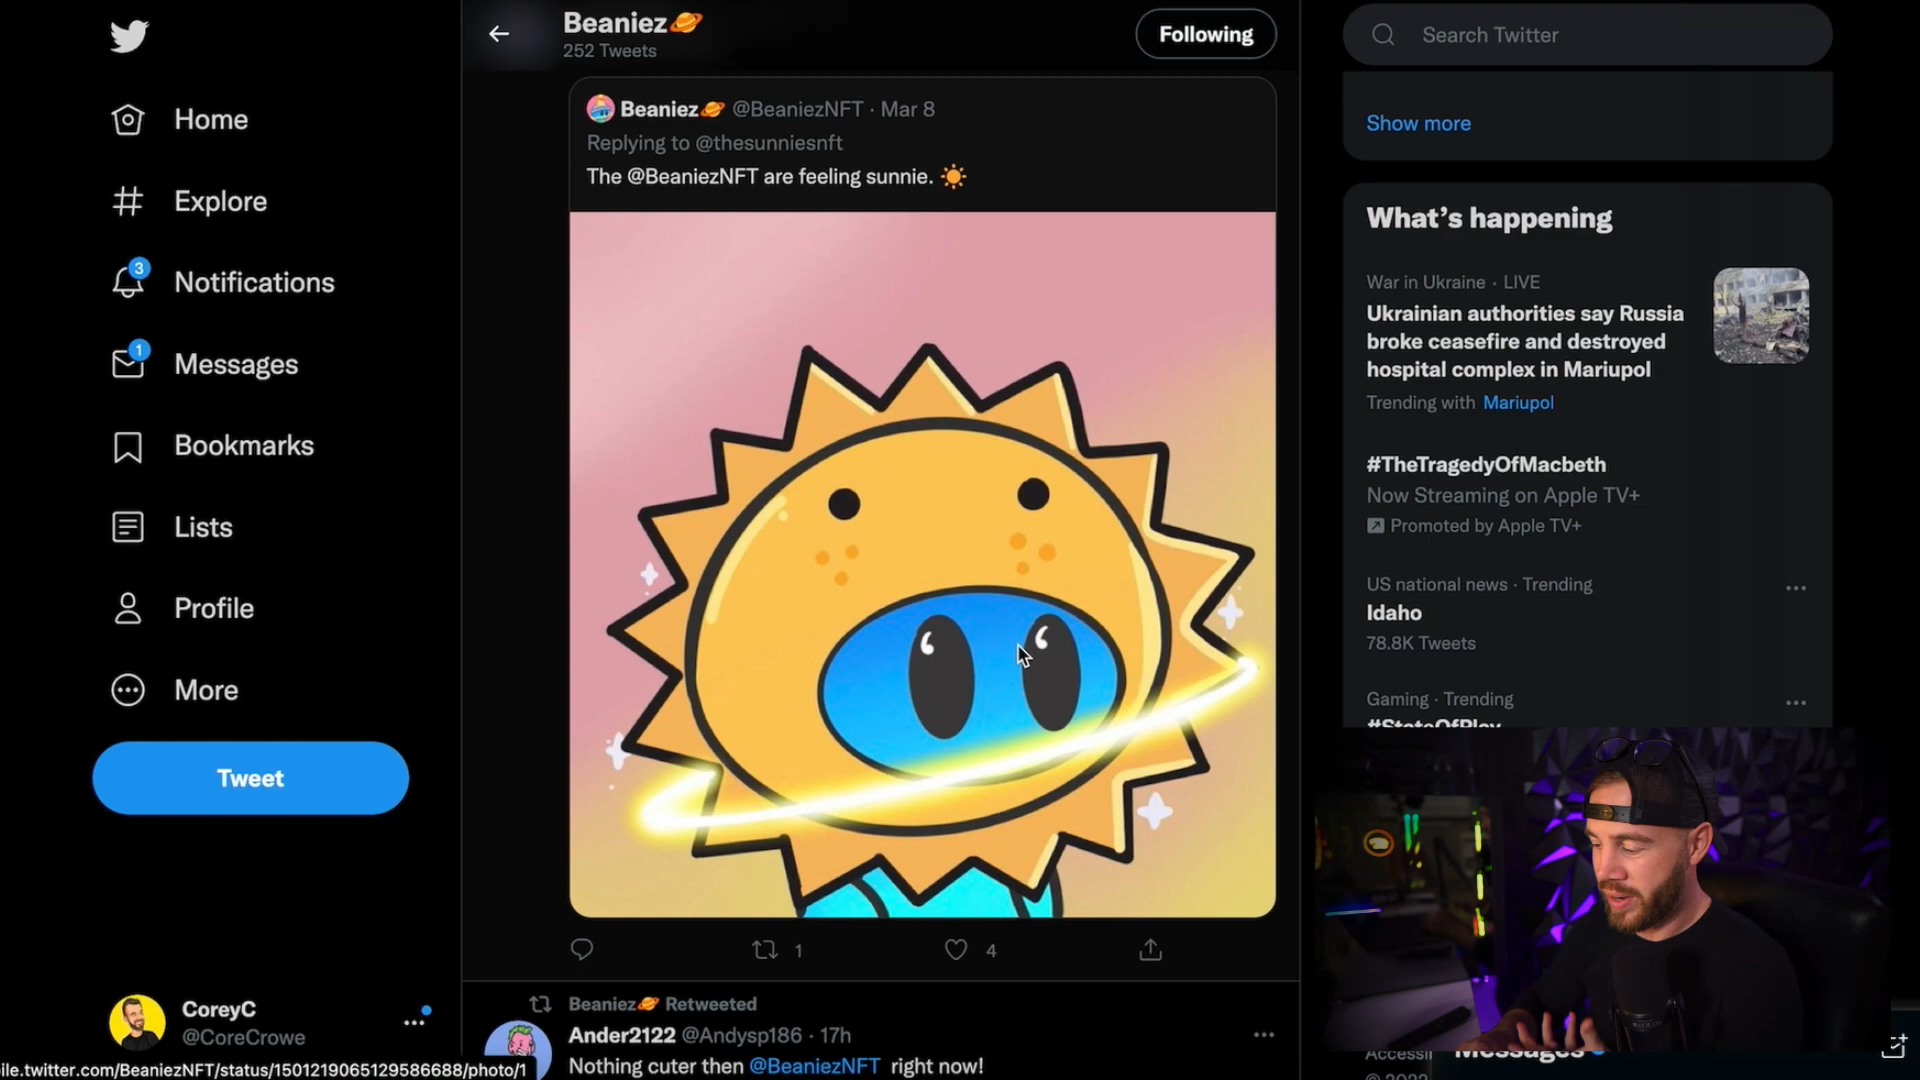 Home
Explore
3
Notifications
1
Messages
Bookmarks
Lists
Profile
More
Tweet
CoreyC
@CoreCrowe
ile.twitter.com/BeaniezNFT/status/1501219065129586688/photo/1
Beaniez🪐
252 Tweets
Following
Beaniez🪐 @BeaniezNFT · Mar 8
Replying to @thesunniesnft
The @BeaniezNFT are feeling sunnie. ☀️
1
4
Beaniez🪐 Retweeted
Ander2122 @Andysp186 · 17h
Nothing cuter then @BeaniezNFT right now!
Search Twitter
Show more
What's happening
War in Ukraine · LIVE
Ukrainian authorities say Russia
broke ceasefire and destroyed
hospital complex in Mariupol
Trending with Mariupol
#TheTragedyOfMacbeth
Now Streaming on Apple TV+
Promoted by Apple TV+
US national news · Trending
Idaho
78.8K Tweets
Gaming · Trending
#StateOfPlay
Messages